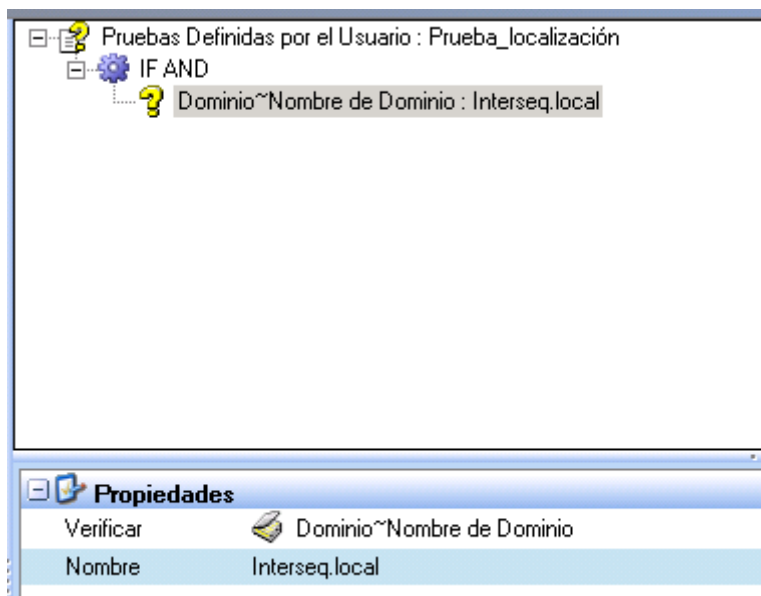 Pruebas Definidas por el Usuario : Prueba_localización
IF AND
Dominio~Nombre de Dominio : Interseq.local
Propiedades
Verificar Dominio~Nombre de Dominio
Nombre Interseq.local